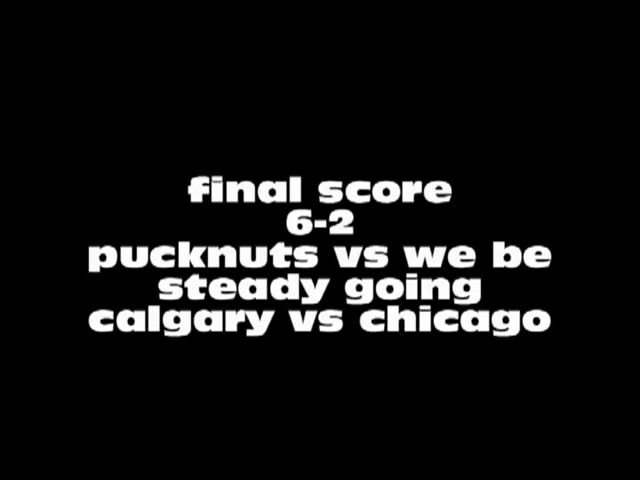 final score
6-2
pucknuts vs we be
steady going
calgary vs chicago